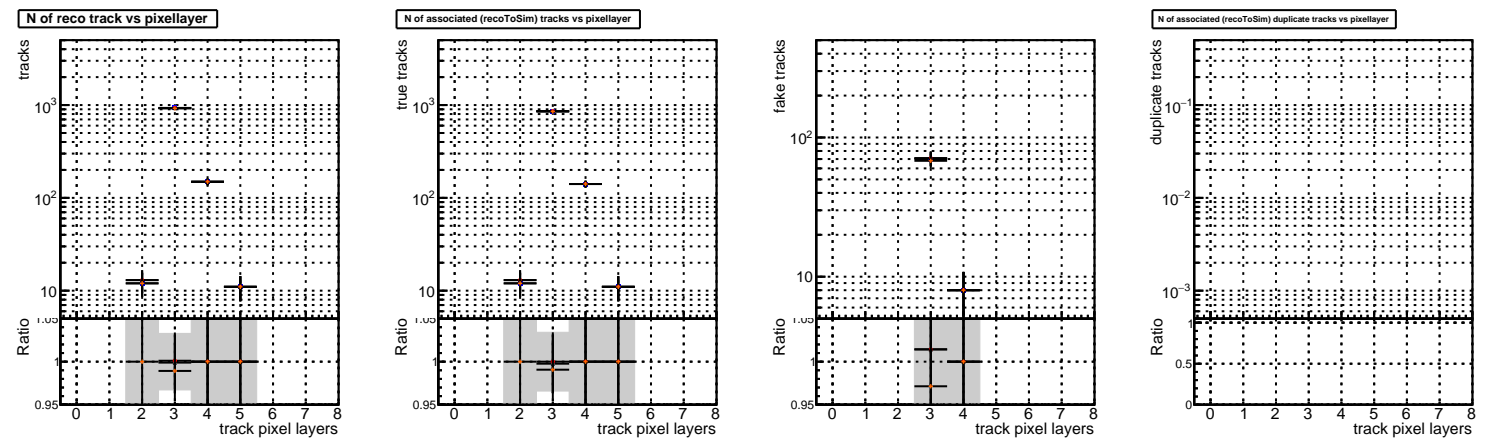 N of reco track vs pixellayer
tracks
10³
10²
10
Ratio
1.05
1
0.95
0 1 2 3 4 5 6 7 8
track pixel layers
N of associated (recoToSim) tracks vs pixellayer
true tracks
10³
10²
10
Ratio
1.05
1
0.95
0 1 2 3 4 5 6 7 8
track pixel layers
fake tracks
10²
10
Ratio
1.05
1
0.95
0 1 2 3 4 5 6 7 8
track pixel layers
N of associated (recoToSim) duplicate tracks vs pixellayer
duplicate tracks
10⁻¹
10⁻²
10⁻³
Ratio
1
0.5
0
0 1 2 3 4 5 6 7 8
track pixel layers